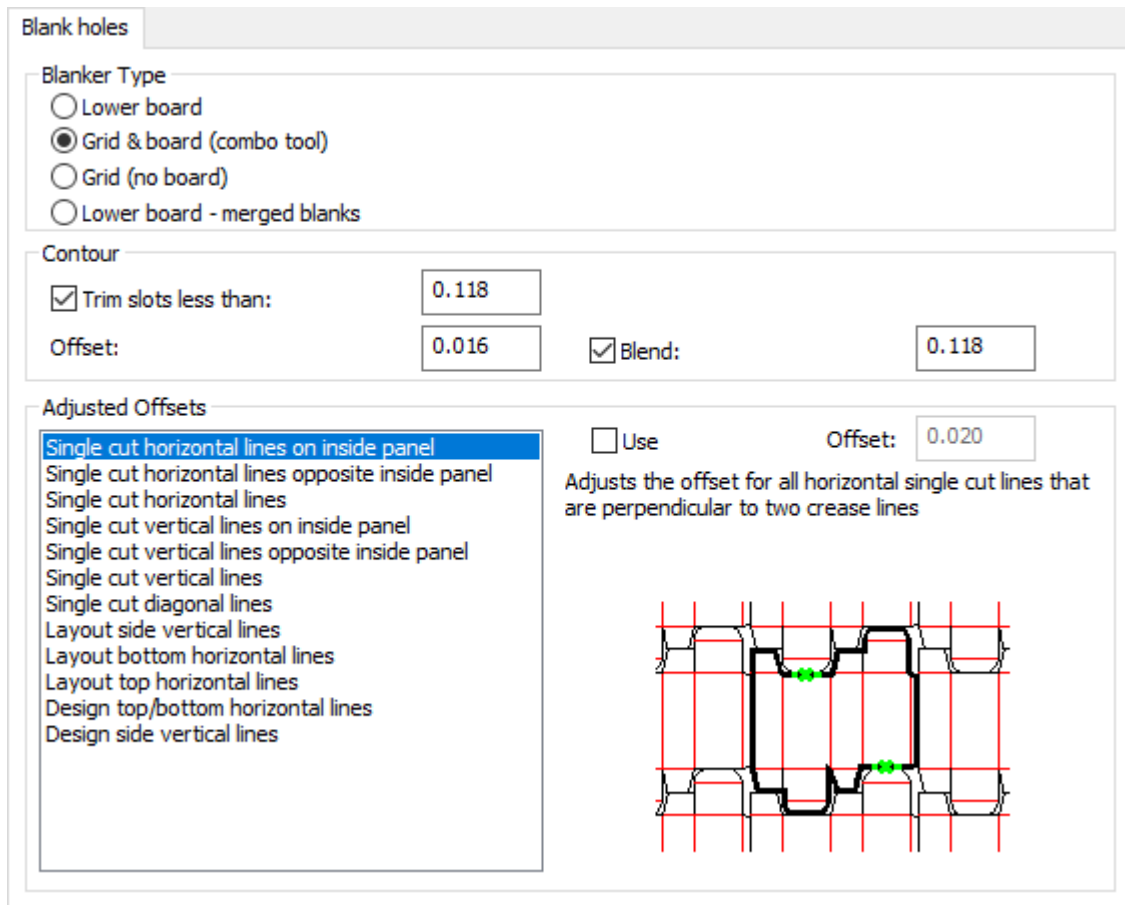 Blank holes
Blanker Type
Lower board
Grid & board (combo tool)
Grid (no board)
Lower board - merged blanks
Contour
Trim slots less than: 0.118
Offset: 0.016 Blend: 0.118
Adjusted Offsets
Single cut horizontal lines on inside panel
Single cut horizontal lines opposite inside panel
Single cut horizontal lines
Single cut vertical lines on inside panel
Single cut vertical lines opposite inside panel
Single cut vertical lines
Single cut diagonal lines
Layout side vertical lines
Layout bottom horizontal lines
Layout top horizontal lines
Design top/bottom horizontal lines
Design side vertical lines
Use Offset: 0.020
Adjusts the offset for all horizontal single cut lines that
are perpendicular to two crease lines